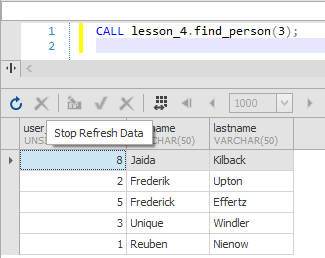 1 CALL lesson_4.find_person(3);
2
1000
user_ name lastname
UNSI VARCHAR(50) VARCHAR(50)
Stop Refresh Data
8 Jaida Kilback
2 Frederik Upton
5 Frederick Effertz
3 Unique Windler
1 Reuben Nienow